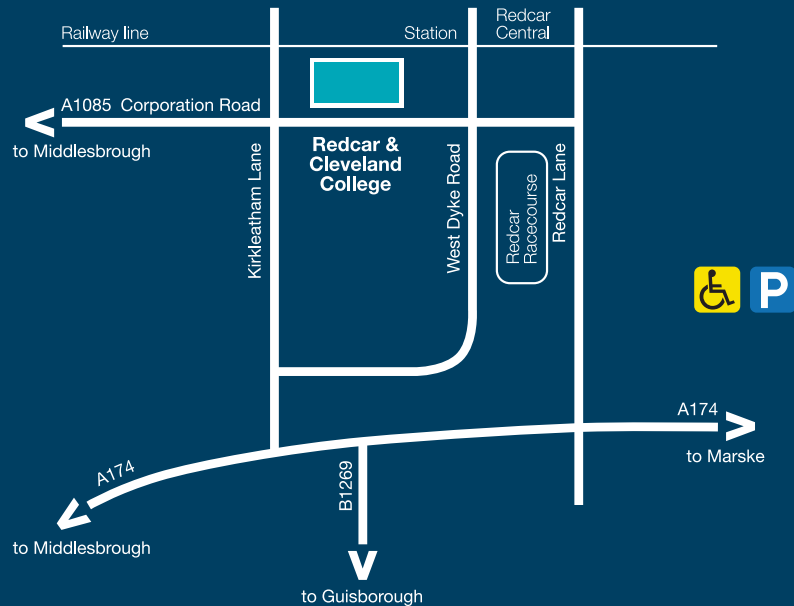 Redcar
Central
Railway line
Station
A1085 Corporation Road
to Middlesbrough
Redcar &
Cleveland
College
Kirkleatham Lane
West Dyke Road
Redcar
Racecourse
Redcar Lane
P
A174
to Marske
A174
B1269
to Middlesbrough
to Guisborough